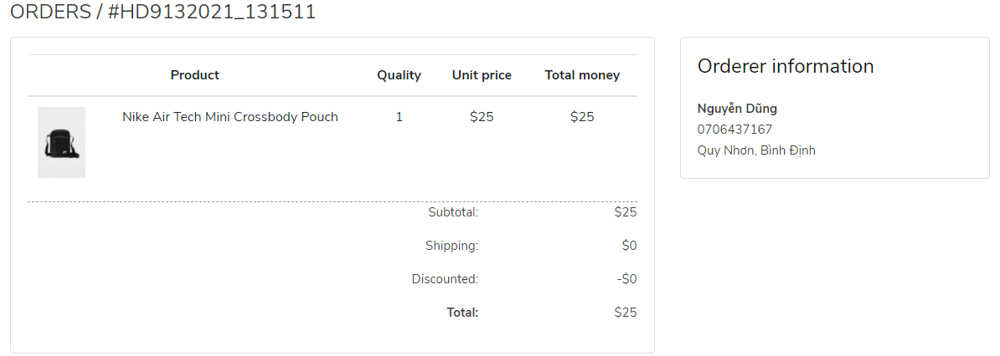 ORDERS / #HD9132021_131511
Product Quality Unit price Total money
Nike Air Tech Mini Crossbody Pouch 1 $25 $25
Subtotal: $25
Shipping: $0
Discounted: -$0
Total: $25
Orderer information
Nguyễn Dũng
0706437167
Quy Nhơn, Bình Định